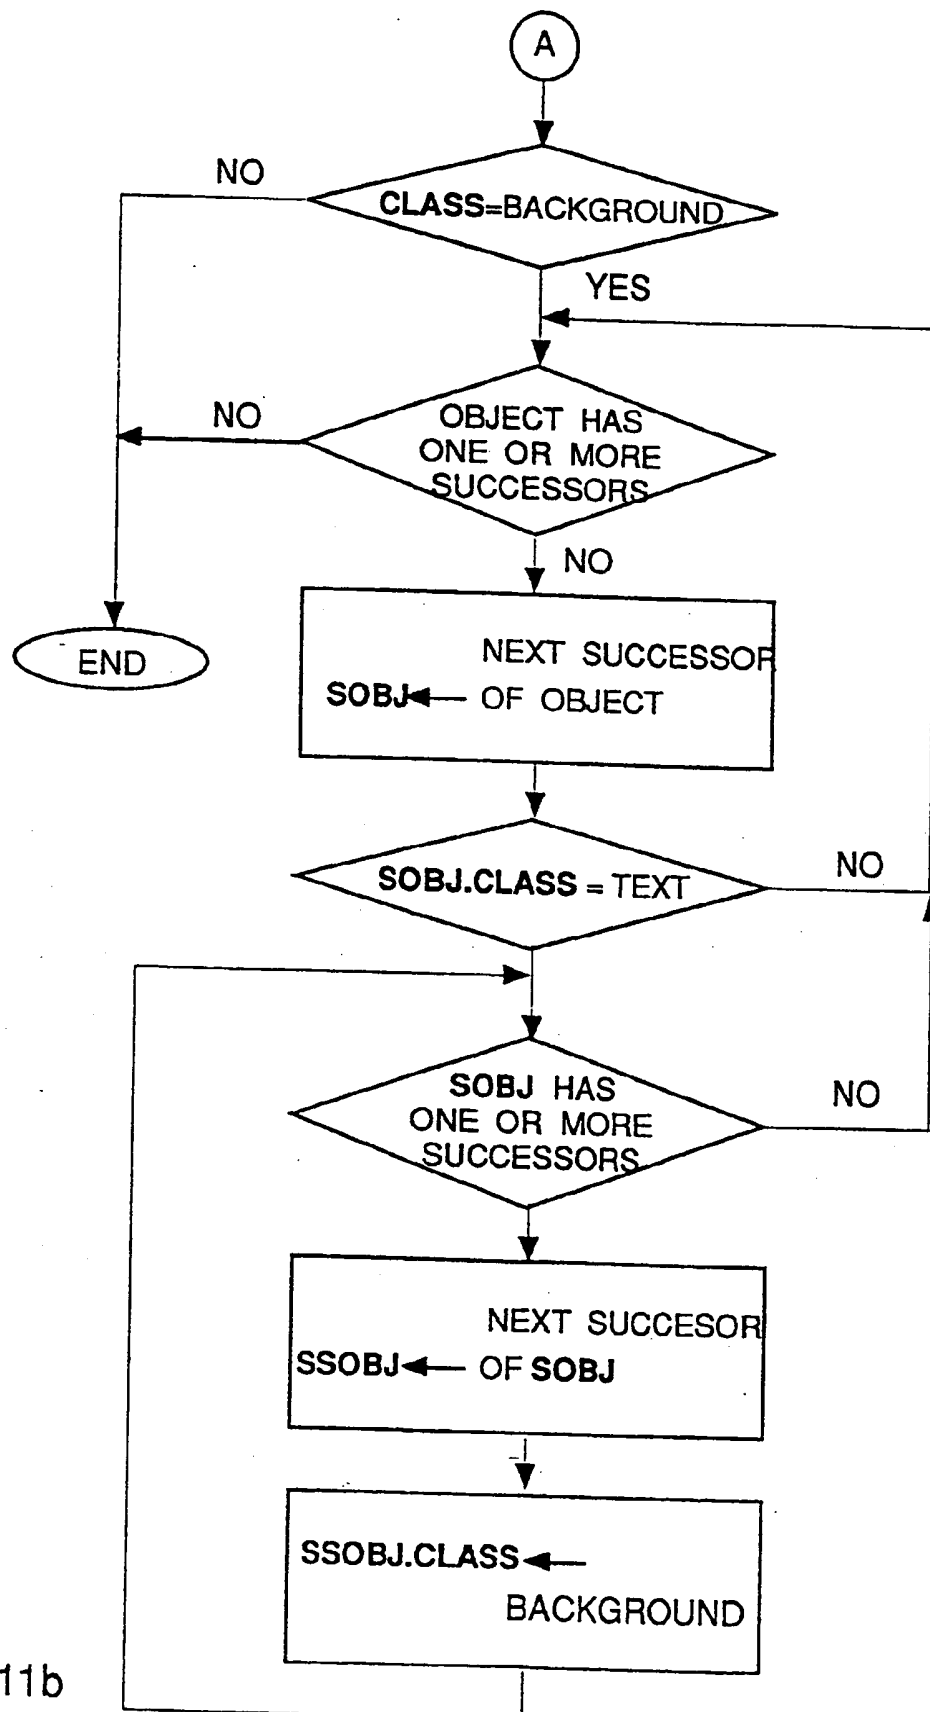 A
NO
CLASS=BACKGROUND
YES
NO
OBJECT HAS
ONE OR MORE
SUCCESSORS
NO
END
NEXT SUCCESSOR
SOBJ← OF OBJECT
SOBJ.CLASS = TEXT
NO
SOBJ HAS
ONE OR MORE
SUCCESSORS
NO
NEXT SUCCESOR
SSOBJ← OF SOBJ
SSOBJ.CLASS←
BACKGROUND
11b